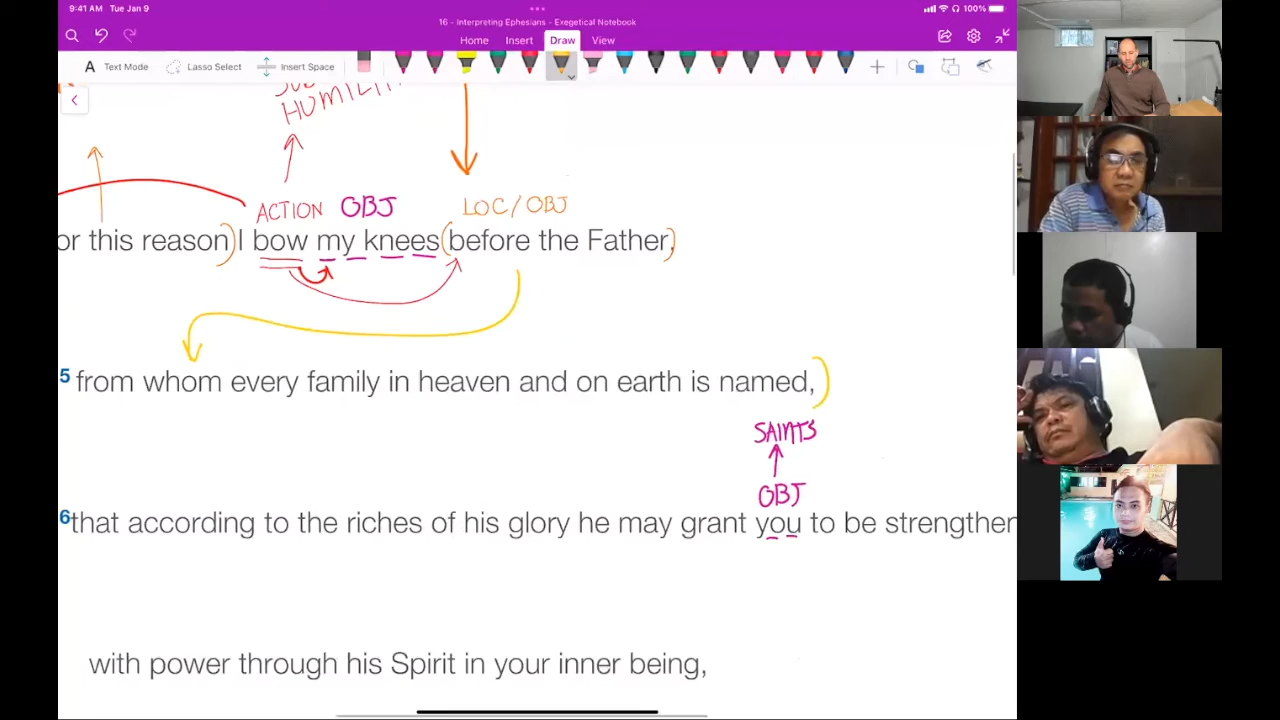 9:41 AM Tue Jan 9
100%
16 - Interpreting Ephesians - Exegetical Notebook
Home Insert Draw View
A Text Mode Lasso Select Insert Space
HUMILIT
ACTION OBJ LOC/OBJ
or this reason) I bow my knees (before the Father,)
5 from whom every family in heaven and on earth is named,)
SAINTS
OBJ
6 that according to the riches of his glory he may grant you to be strengthen
with power through his Spirit in your inner being,